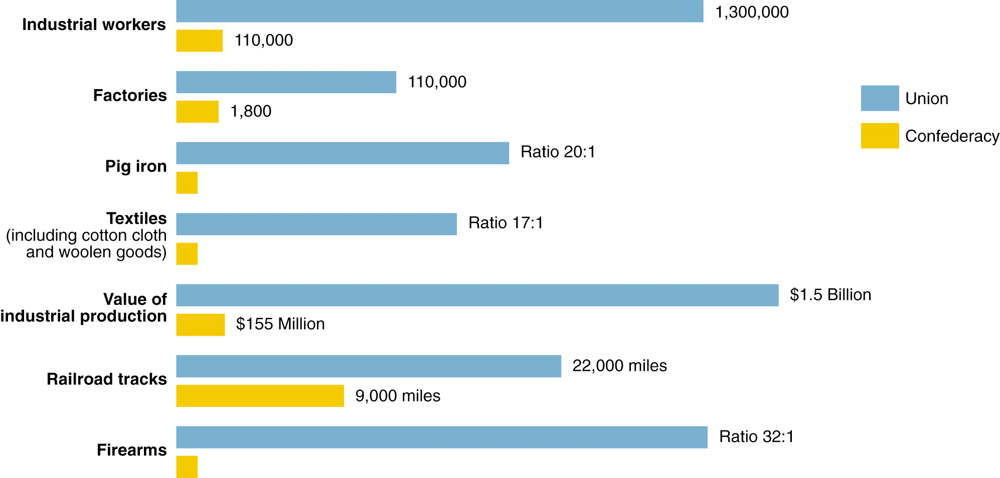 Industrial workers
1,300,000
110,000
Factories
110,000
1,800
Pig iron
Ratio 20:1
Textiles
(including cotton cloth
and woolen goods)
Ratio 17:1
Value of
industrial production
$1.5 Billion
$155 Million
Railroad tracks
22,000 miles
9,000 miles
Firearms
Ratio 32:1
Union
Confederacy